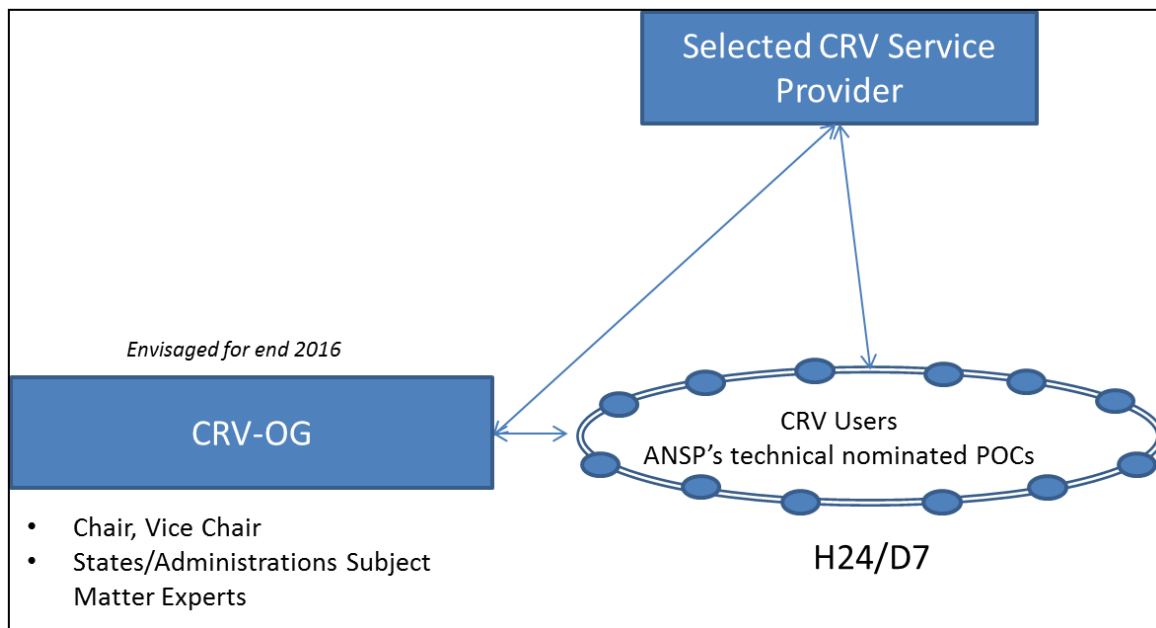 Selected CRV Service
Provider
Envisaged for end 2016
CRV-OG
CRV Users
ANSP's technical nominated POCs
• Chair, Vice Chair
• States/Administrations Subject
Matter Experts
H24/D7